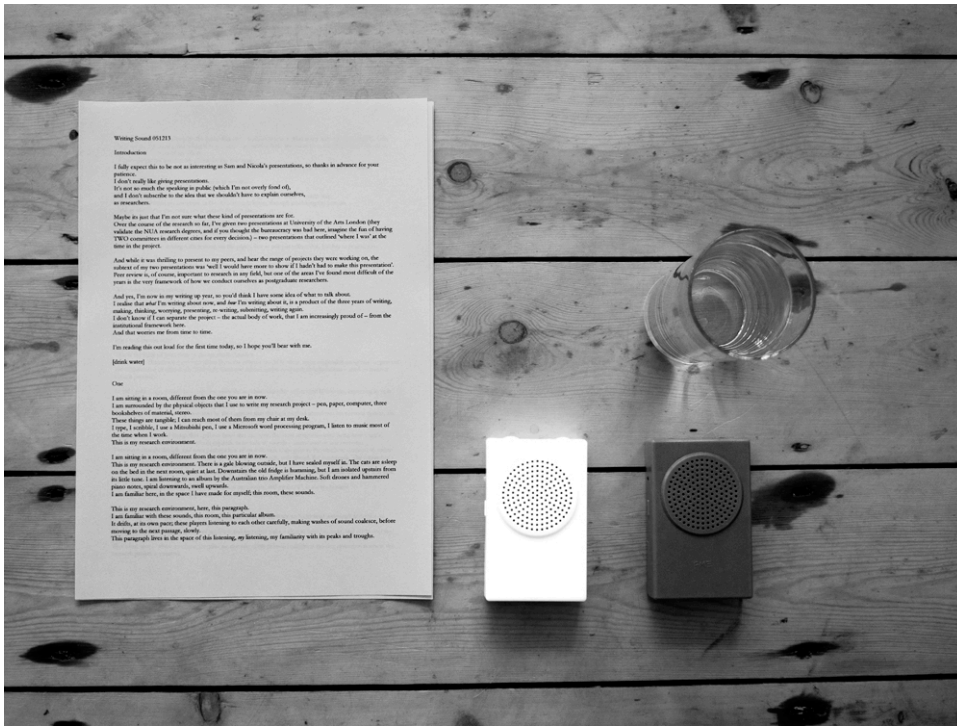 Writing Sound 051215
Introduction
I fully expect this to be not as interesting as Sam and Nicola's presentations, so thanks in advance for your
patience.
I don't really like giving presentations.
It's not so much the speaking in public (which I'm not overly fond of),
and I don't subscribe to the idea that we shouldn't have to explain ourselves,
as researchers.
Maybe its just that I'm not sure what these kind of presentations are for.
Over the course of the research so far, I've given two presentations at University of the Arts London (they
validate the NUA research degrees, and if you thought the bureaucracy was bad here, imagine the fun of having
TWO committees in different cities for every decision,) – two presentations that outlined 'where I was' at the
time in the project.
And while it was thrilling to present to my peers, and hear the range of projects they were working on, the
subtext of my two presentations was 'well I would have more to show if I hadn't had to make this presentation'.
Peer review is, of course, important to research in any field, but one of the areas I've found most difficult of the
years is the very framework of how we conduct ourselves as postgraduate researchers.
And yes, I'm now in my writing up year, so you'd think I have some idea of what to talk about.
I realise that what I'm writing about now, and how I'm writing about it, is a product of the three years of writing,
making, thinking, worrying, presenting, re-writing, submitting, writing again.
I don't know if I can separate the project – the actual body of work, that I am increasingly proud of – from the
institutional framework here.
And that worries me from time to time.
I'm reading this out loud for the first time today, so I hope you'll bear with me.
[drink water]
One
I am sitting in a room, different from the one you are in now.
I am surrounded by the physical objects that I use to write my research project – pen, paper, computer, three
bookshelves of material, stereo.
These things are tangible; I can reach most of them from my chair at my desk.
I type, I scribble, I use a Mitsubishi pen, I use a Microsoft word processing program, I listen to music most of
the time when I work.
This is my research environment.
I am sitting in a room, different from the one you are in now.
This is my research environment. There is a gale blowing outside, but I have sealed myself in. The cats are asleep
on the bed in the next room, quiet at last. Downstairs the old fridge is humming, but I am isolated upstairs from
its little tune. I am listening to an album by the Australian trio Amplifier Machine. Soft drones and hammered
piano notes, spiral downwards, swell upwards.
I am familiar here, in the space I have made for myself; this room, these sounds.
This is my research environment, here, this paragraph.
I am familiar with these sounds, this room, this particular album.
It drifts, at its own pace; these players listening to each other carefully, making washes of sound coalesce, before
moving to the next passage, slowly.
This paragraph lives in the space of this listening, my listening, my familiarity with its peaks and troughs.